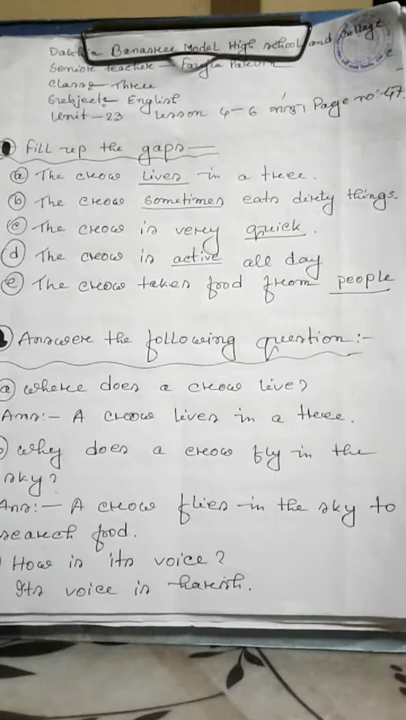 Banasree Model High school and College
Senior teacher — Farjla Parvin
Class:- Three
Subject:- English
Unit-23 Lesson 4-6 Page no:-47
Fill up the gaps—
(a) The crow lives in a tree.
(b) The crow sometimes eats dirty things.
(c) The crow is very quick.
(d) The crow is active all day
(e) The crow takes food from people
Answer the following question:-
(a) where does a crow live?
Ans:- A crow lives in a tree.
why does a crow fly in the
sky?
Ans:- A crow flies in the sky to
search food.
How is its voice?
Its voice is harsh.